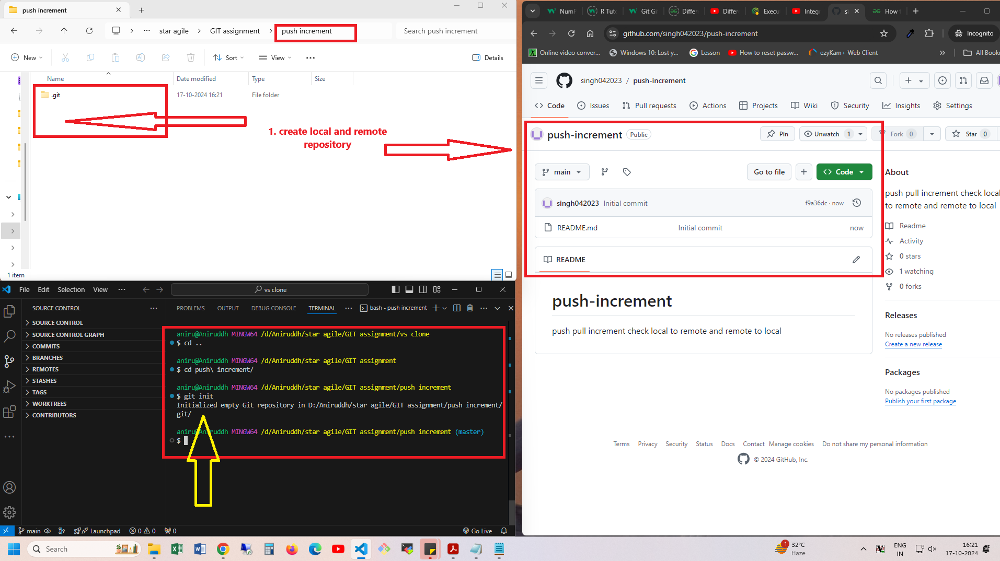 push increment
star agile
GIT assignment
push increment
Search push increment
New
Sort
View
Details
Name
Date modified
Type
Size
.git
17-10-2024 16:21
File folder
1. create local and remote
repository
1 item
File Edit Selection View
vs clone
SOURCE CONTROL
SOURCE CONTROL
SOURCE CONTROL GRAPH
COMMITS
BRANCHES
REMOTES
STASHES
TAGS
WORKTREES
CONTRIBUTORS
PROBLEMS OUTPUT DEBUG CONSOLE TERMINAL
bash - push increment
aniru@Aniruddh MINGW64 /d/Aniruddh/star agile/GIT assignment/vs clone
$ cd ..
aniru@Aniruddh MINGW64 /d/Aniruddh/star agile/GIT assignment
$ cd push\ increment/
aniru@Aniruddh MINGW64 /d/Aniruddh/star agile/GIT assignment/push increment
$ git init
Initialized empty Git repository in D:/Aniruddh/star agile/GIT assignment/push increment/
git/
aniru@Aniruddh MINGW64 /d/Aniruddh/star agile/GIT assignment/push increment (master)
$
main
Launchpad
0 0
0
Go Live
NumP
R Tuto
Git Gi
Differ
Differ
Execu
Integ
si
How t
github.com/singh042023/push-increment
Incognito
Online video conver...
Windows 10: Lost y...
Lesson
How to reset passw...
ezyKam+ Web Client
All Book
singh042023 / push-increment
Code
Issues
Pull requests
Actions
Projects
Wiki
Security
Insights
Settings
push-increment
Public
Pin
Unwatch 1
Fork 0
Star 0
main
Go to file
Code
singh042023 Initial commit
f9a36dc · now
README.md
Initial commit
now
README
push-increment
push pull increment check local to remote and remote to local
About
push pull increment check local
to remote and remote to local
Readme
Activity
0 stars
1 watching
0 forks
Releases
No releases published
Create a new release
Packages
No packages published
Publish your first package
Terms Privacy Security Status Docs Contact Manage cookies Do not share my personal information
© 2024 GitHub, Inc.
Search
1
32°C
Haze
ENG
IN
16:21
17-10-2024